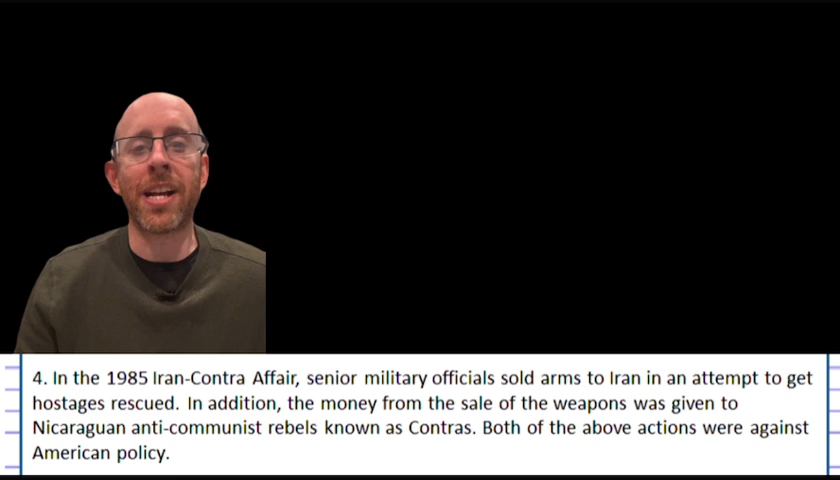 4. In the 1985 Iran-Contra Affair, senior military officials sold arms to Iran in an attempt to get
hostages rescued. In addition, the money from the sale of the weapons was given to
Nicaraguan anti-communist rebels known as Contras. Both of the above actions were against
American policy.